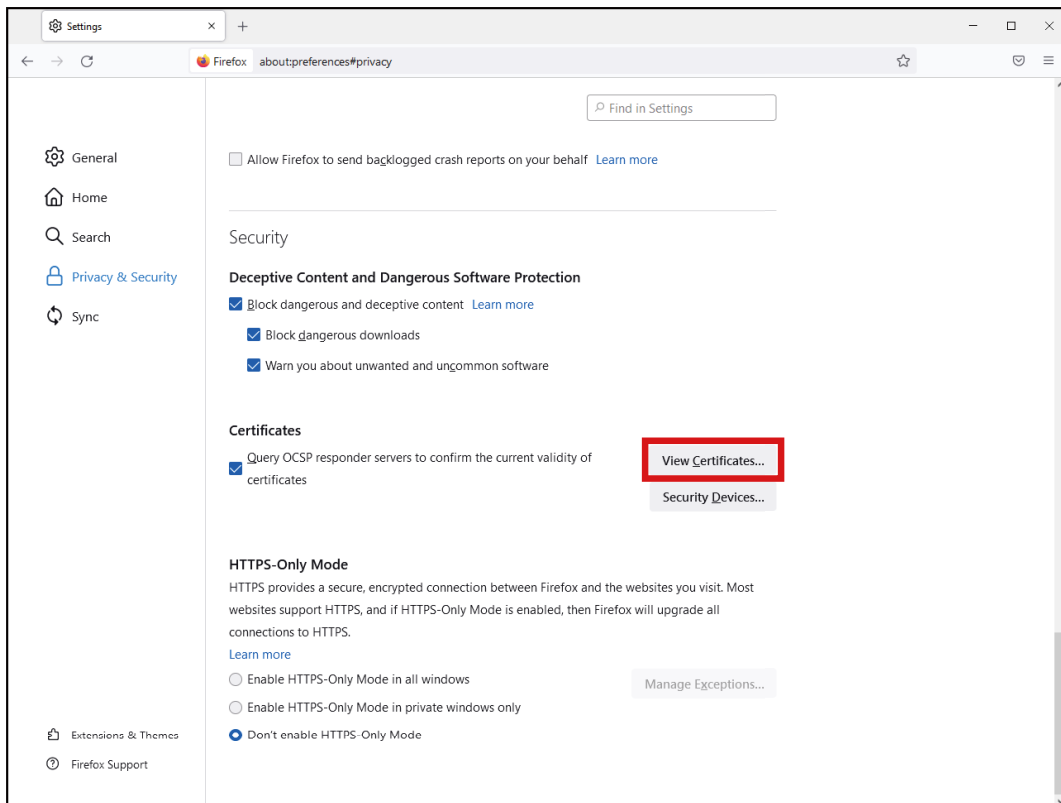 Settings
Firefox about:preferences#privacy
Find in Settings
General
Home
Search
Privacy & Security
Sync
Extensions & Themes
Firefox Support
Allow Firefox to send backlogged crash reports on your behalf Learn more
Security
Deceptive Content and Dangerous Software Protection
Block dangerous and deceptive content Learn more
Block dangerous downloads
Warn you about unwanted and uncommon software
Certificates
Query OCSP responder servers to confirm the current validity of
certificates
View Certificates...
Security Devices...
HTTPS-Only Mode
HTTPS provides a secure, encrypted connection between Firefox and the websites you visit. Most
websites support HTTPS, and if HTTPS-Only Mode is enabled, then Firefox will upgrade all
connections to HTTPS.
Learn more
Enable HTTPS-Only Mode in all windows
Manage Exceptions...
Enable HTTPS-Only Mode in private windows only
Don't enable HTTPS-Only Mode